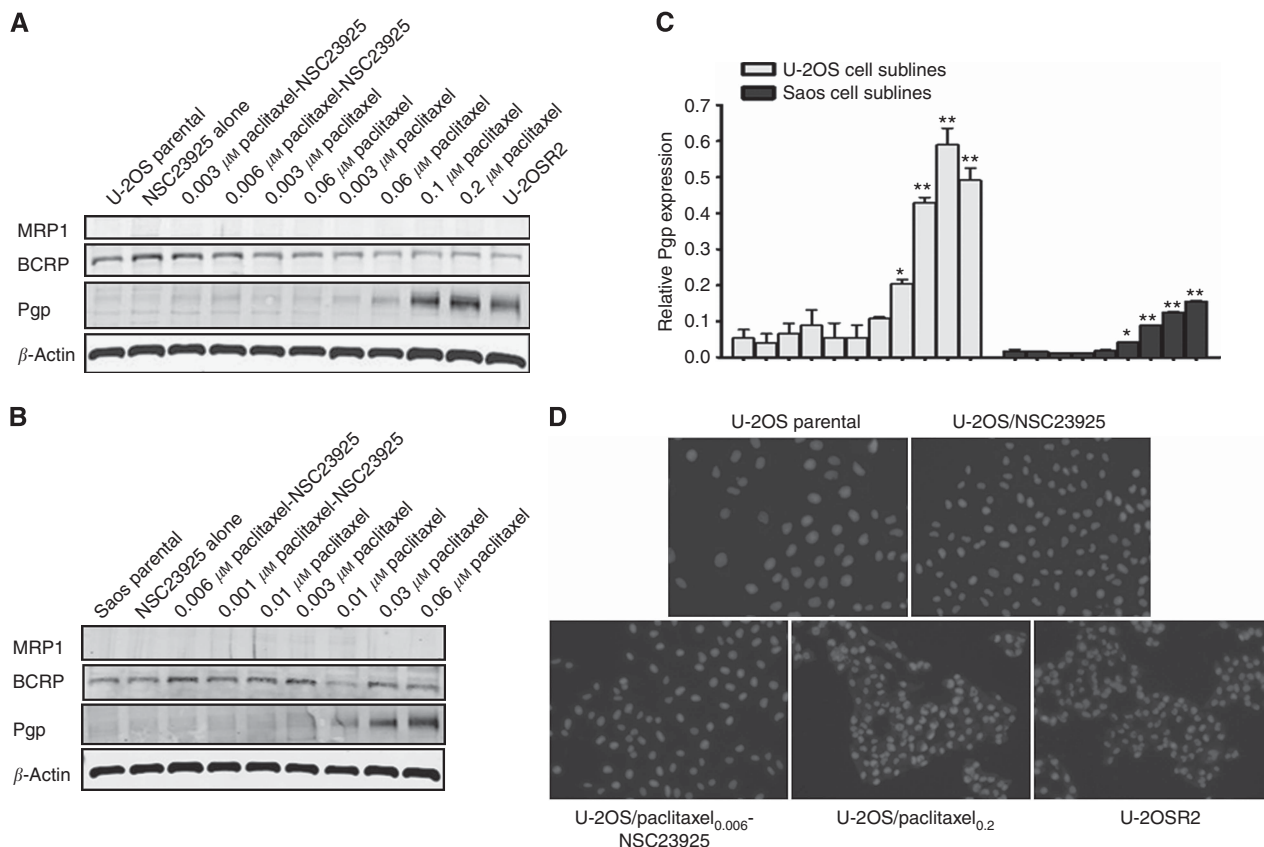 A
U-2OS parental
NSC23925 alone
0.003 μM paclitaxel-NSC23925
0.006 μM paclitaxel-NSC23925
0.003 μM paclitaxel
0.06 μM paclitaxel
0.003 μM paclitaxel
0.06 μM paclitaxel
0.1 μM paclitaxel
0.2 μM paclitaxel
U-2OSR2
MRP1
BCRP
Pgp
β-Actin
B
Saos parental
NSC23925 alone
0.006 μM paclitaxel-NSC23925
0.001 μM paclitaxel-NSC23925
0.01 μM paclitaxel
0.003 μM paclitaxel
0.01 μM paclitaxel
0.03 μM paclitaxel
0.06 μM paclitaxel
MRP1
BCRP
Pgp
β-Actin
C
U-2OS cell sublines
Saos cell sublines
Relative Pgp expression
0.7
0.6
0.5
0.4
0.3
0.2
0.1
0.0
*
**
**
**
*
**
**
**
D
U-2OS parental
U-2OS/NSC23925
U-2OS/paclitaxel0.006-
NSC23925
U-2OS/paclitaxel0.2
U-2OSR2